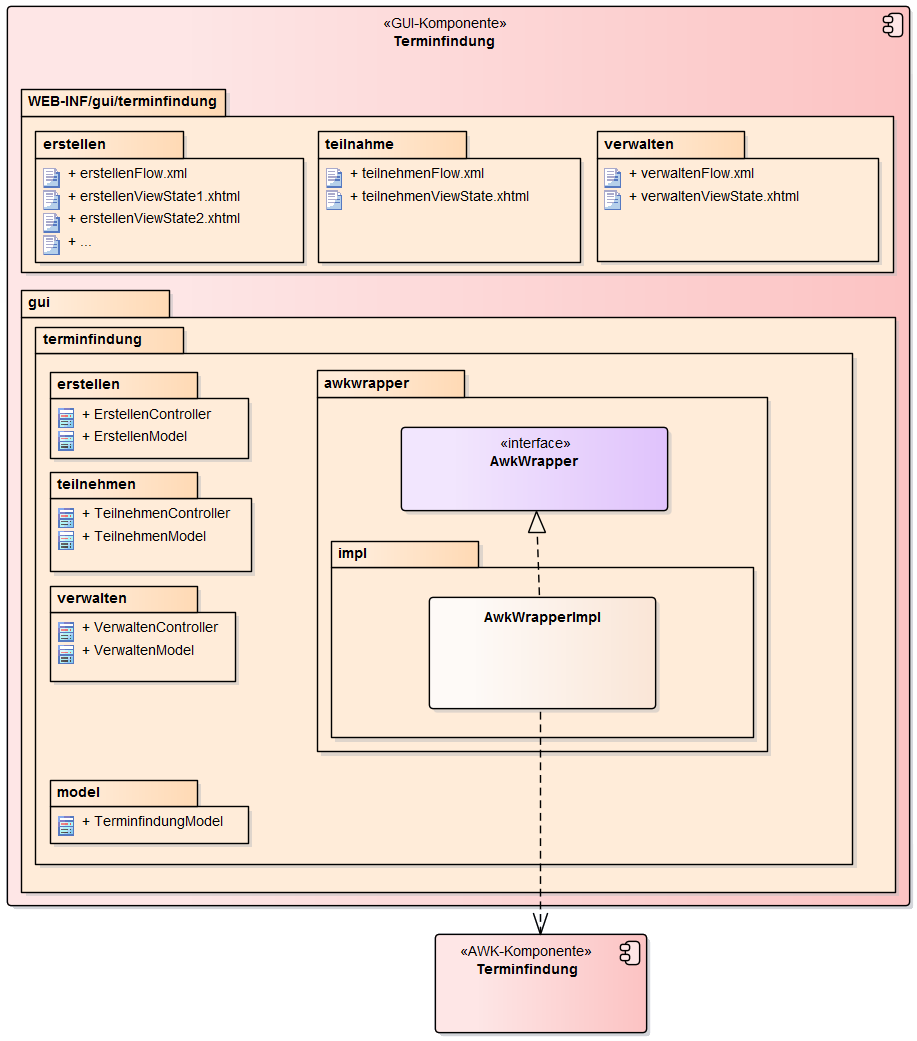 «GUI-Komponente»
Terminfindung
WEB-INF/gui/terminfindung
erstellen
+ erstellenFlow.xml
+ erstellenViewState1.xhtml
+ erstellenViewState2.xhtml
+ ...
teilnahme
+ teilnehmenFlow.xml
+ teilnehmenViewState.xhtml
verwalten
+ verwaltenFlow.xml
+ verwaltenViewState.xhtml
gui
terminfindung
erstellen
+ ErstellenController
+ ErstellenModel
teilnehmen
+ TeilnehmenController
+ TeilnehmenModel
verwalten
+ VerwaltenController
+ VerwaltenModel
model
+ TerminfindungModel
awkwrapper
«interface»
AwkWrapper
impl
AwkWrapperImpl
«AWK-Komponente»
Terminfindung